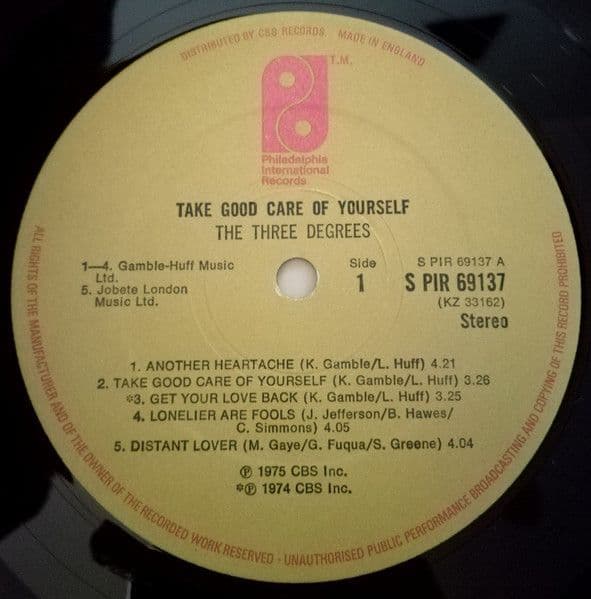 DISTRIBUTED BY CBS RECORDS MADE IN ENGLAND
T.M.
Philadelphia
International
Records
TAKE GOOD CARE OF YOURSELF
THE THREE DEGREES
1—4. Gamble-Huff Music
Ltd.
5. Jobete London
Music Ltd.
Side
1
S PIR 69137 A
S PIR 69137
(KZ 33162)
Stereo
1. ANOTHER HEARTACHE (K. Gamble/L. Huff) 4.21
2. TAKE GOOD CARE OF YOURSELF (K. Gamble/L. Huff) 3.26
*3. GET YOUR LOVE BACK (K. Gamble/L. Huff) 3.25
4. LONELIER ARE FOOLS (J. Jefferson/B. Hawes/
C. Simmons) 4.05
5. DISTANT LOVER (M. Gaye/G. Fuqua/S. Greene) 4.04
℗ 1975 CBS Inc.
*℗ 1974 CBS Inc.
ALL RIGHTS OF THE MANUFACTURER AND OF THE OWNER OF THE RECORDED WORK RESERVED - UNAUTHORISED PUBLIC PERFORMANCE BROADCASTING AND COPYING OF THIS RECORD PROHIBITED